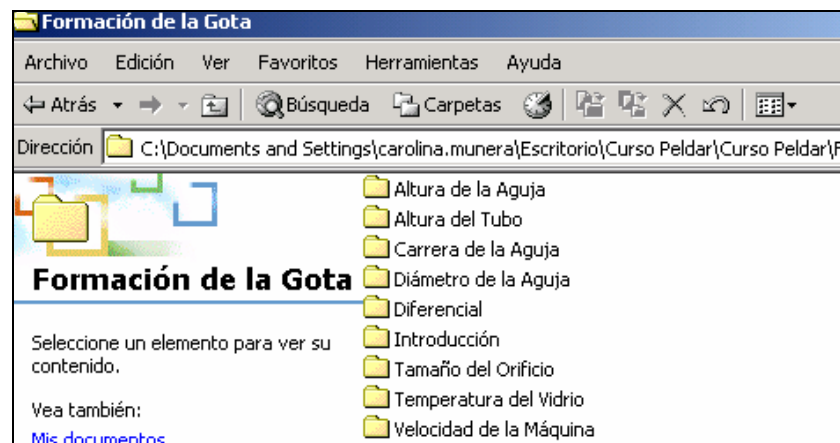 Formación de la Gota
Archivo Edición Ver Favoritos Herramientas Ayuda
Atrás Búsqueda Carpetas
Dirección C:\Documents and Settings\carolina.munera\Escritorio\Curso Peldar\Curso Peldar\F
Formación de la Gota
Seleccione un elemento para ver su
contenido.
Vea también:
Mis documentos
Altura de la Aguja
Altura del Tubo
Carrera de la Aguja
Diámetro de la Aguja
Diferencial
Introducción
Tamaño del Orificio
Temperatura del Vidrio
Velocidad de la Máquina